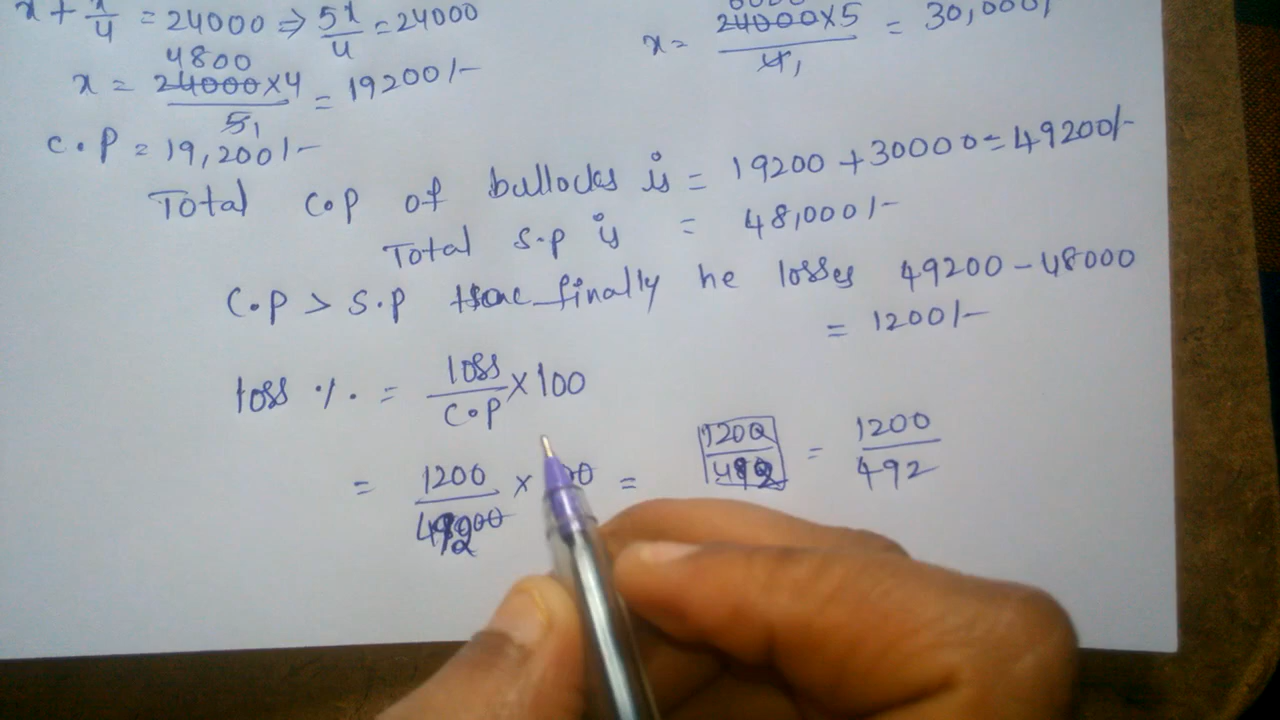 x + x/4 = 24000 ⇒ 5x/4 = 24000
4800
x = 24000×4/5 1 = 19200/-
x = 24000×5/4 1 = 30,000/
C.P = 19,200/-
Total C.P of bullocks is = 19200 + 30000 = 49200/-
Total S.P is = 48,000/-
C.P > S.P finally he losses 49200 - 48000
= 1200/-
loss % = loss/C.P × 100
= 1200/49200 × = 1200/492 = 1200/492